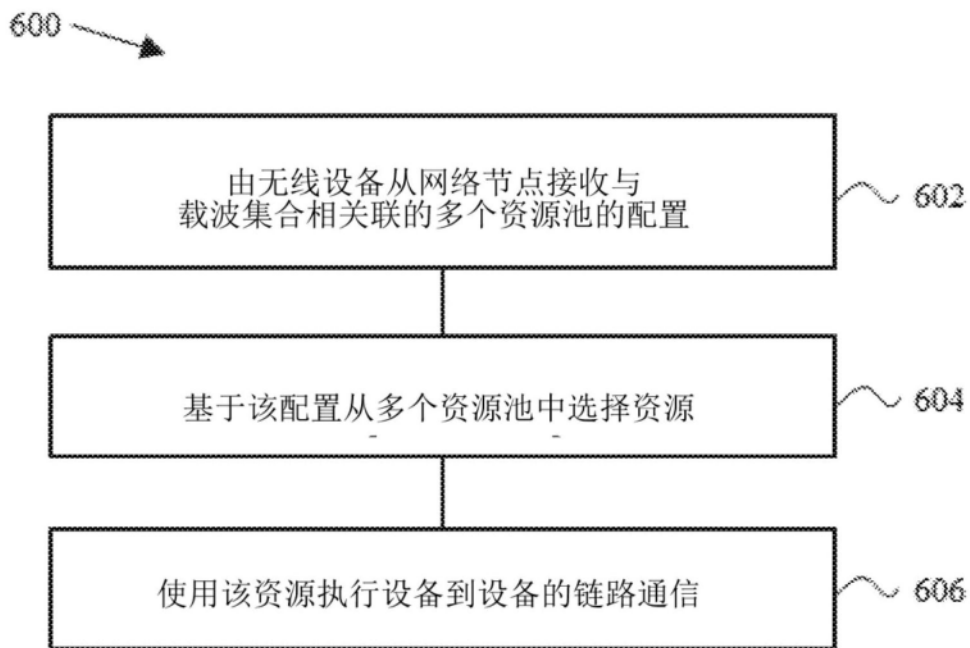 600
由无线设备从网络节点接收与
载波集合相关联的多个资源池的配置
602
基于该配置从多个资源池中选择资源
604
使用该资源执行设备到设备的链路通信
606